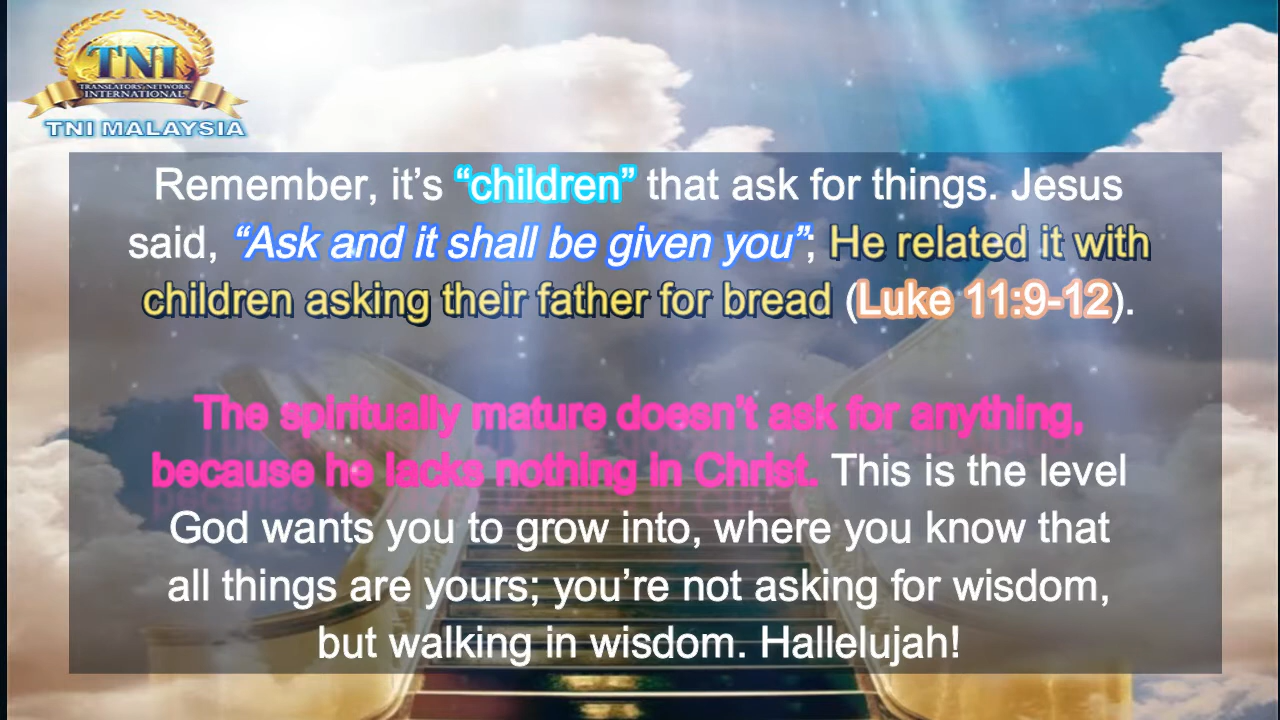 TNI
TRANSLATORS NETWORK
INTERNATIONAL
TNI MALAYSIA
Remember, it’s “children” that ask for things. Jesus
said, “Ask and it shall be given you”; He related it with
children asking their father for bread (Luke 11:9-12).
The spiritually mature doesn’t ask for anything,
because he lacks nothing in Christ. This is the level
God wants you to grow into, where you know that
all things are yours; you’re not asking for wisdom,
but walking in wisdom. Hallelujah!